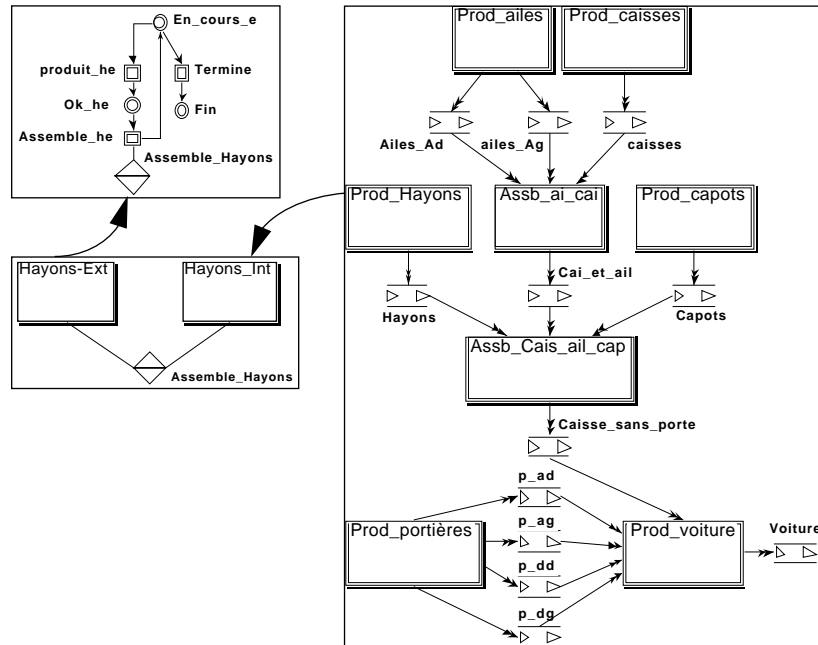 En_cours_e
produit_he
Termine
Ok_he
Fin
Assemble_he
Assemble_Hayons
Hayons-Ext
Hayons_Int
Assemble_Hayons
Prod_ailes
Prod_caisses
Ailes_Ad
ailes_Ag
caisses
Prod_Hayons
Assb_ai_cai
Prod_capots
Cai_et_ail
Hayons
Capots
Assb_Cais_ail_cap
Caisse_sans_porte
p_ad
Prod_portières
p_ag
Prod_voiture
Voiture
p_dd
p_dg